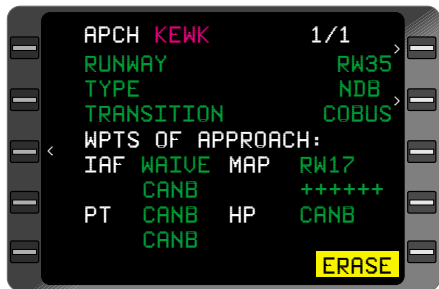 APCH KEWK 1/1
RUNWAY RW35 >
TYPE NDB
TRANSITION COBUS >
< WPTS OF APPROACH:
IAF WAIVE MAP RW17
CANB ++++++
PT CANB HP CANB
CANB
ERASE